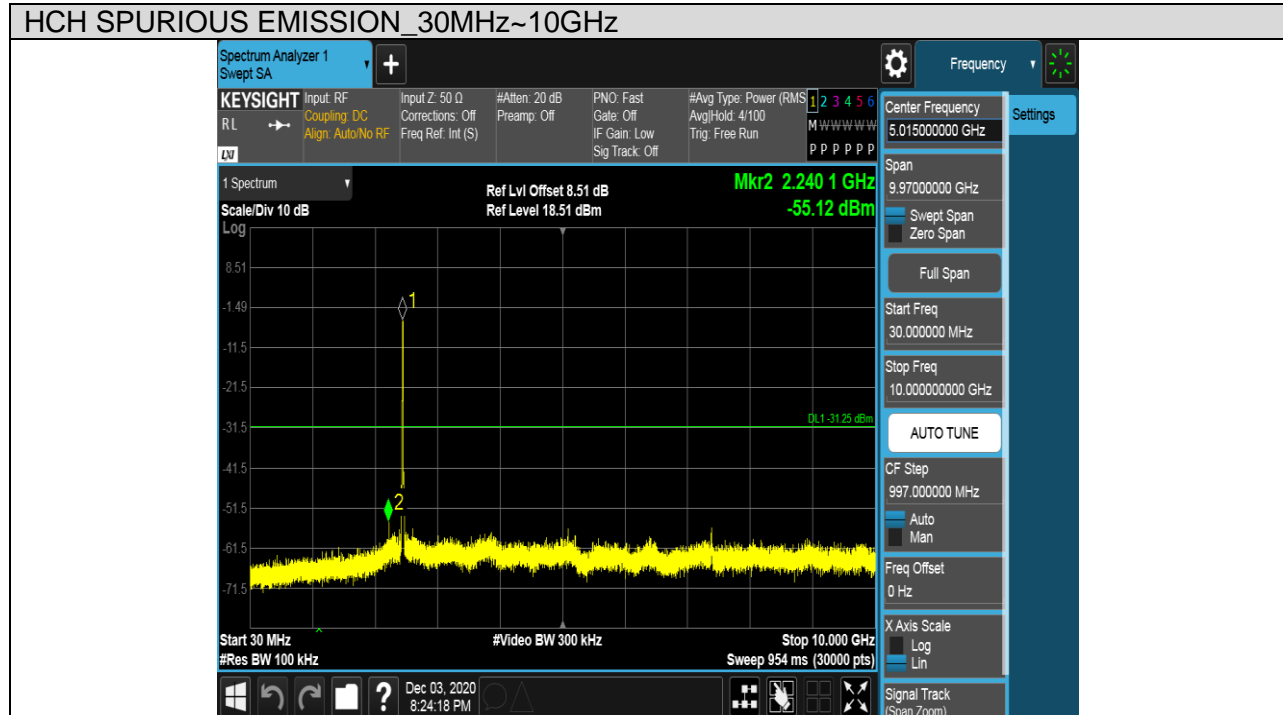 HCH SPURIOUS EMISSION_30MHz~10GHz
Spectrum Analyzer 1
Swept SA
+
Frequency
KEYSIGHT
RL
LXI
Input: RF
Coupling: DC
Align: Auto/No RF
Input Z: 50 Ω
Corrections: Off
Freq Ref: Int (S)
#Atten: 20 dB
Preamp: Off
PNO: Fast
Gate: Off
IF Gain: Low
Sig Track: Off
#Avg Type: Power (RMS
Avg|Hold: 4/100
Trig: Free Run
1 2 3 4 5 6
M W W W W W
P P P P P P
1 Spectrum
Scale/Div 10 dB
Log
Ref Lvl Offset 8.51 dB
Ref Level 18.51 dBm
Mkr2 2.240 1 GHz
-55.12 dBm
8.51
-1.49
-11.5
-21.5
-31.5
-41.5
-51.5
-61.5
-71.5
1
2
DL1 -31.25 dBm
Start 30 MHz
#Res BW 100 kHz
#Video BW 300 kHz
Stop 10.000 GHz
Sweep 954 ms (30000 pts)
Center Frequency
5.015000000 GHz
Settings
Span
9.97000000 GHz
Swept Span
Zero Span
Full Span
Start Freq
30.000000 MHz
Stop Freq
10.000000000 GHz
AUTO TUNE
CF Step
997.000000 MHz
Auto
Man
Freq Offset
0 Hz
X Axis Scale
Log
Lin
Signal Track
(Span Zoom)
?
Dec 03, 2020
8:24:18 PM